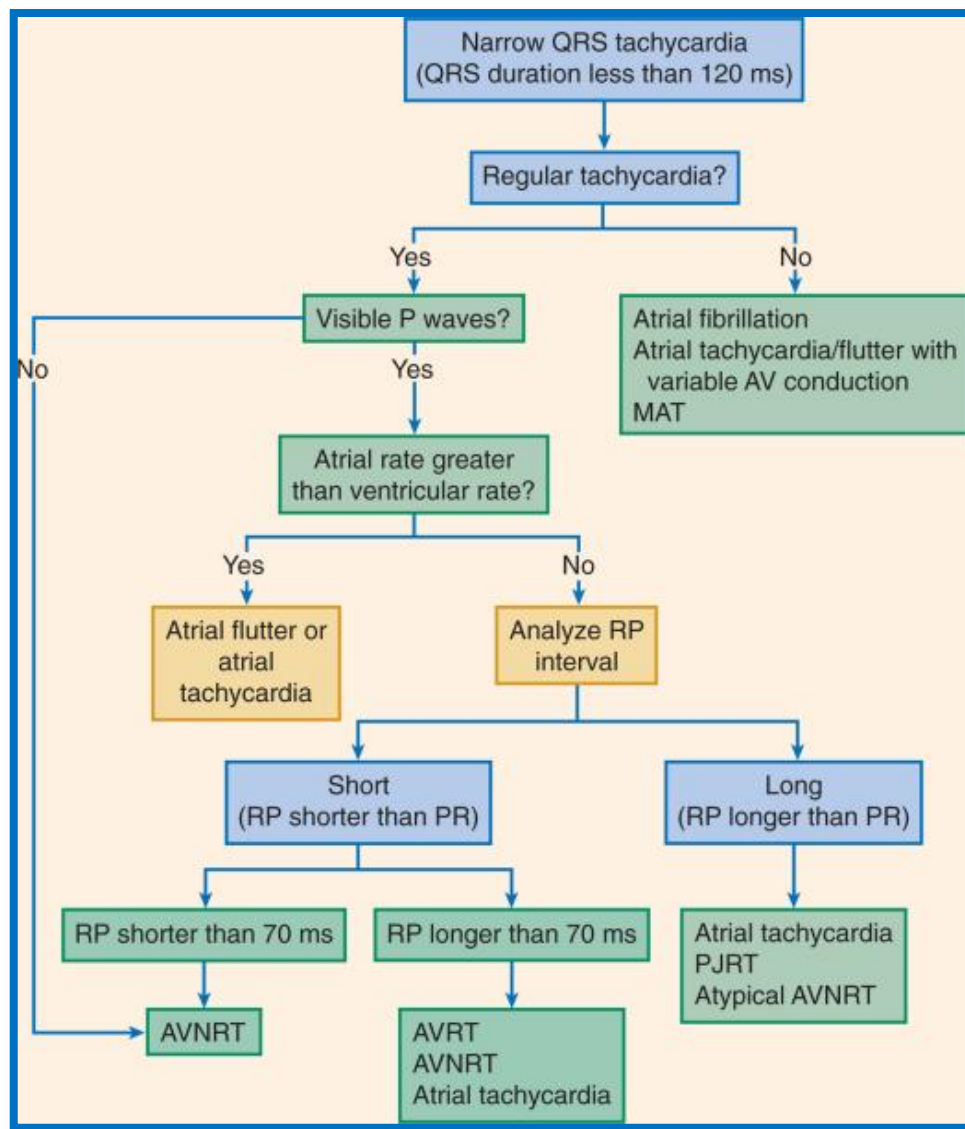 Narrow QRS tachycardia
(QRS duration less than 120 ms)
Regular tachycardia?
Yes
No
Visible P waves?
Atrial fibrillation
Atrial tachycardia/flutter with
variable AV conduction
MAT
No
Yes
Atrial rate greater
than ventricular rate?
Yes
No
Atrial flutter or
atrial
tachycardia
Analyze RP
interval
Short
(RP shorter than PR)
Long
(RP longer than PR)
RP shorter than 70 ms
RP longer than 70 ms
Atrial tachycardia
PJRT
Atypical AVNRT
AVNRT
AVRT
AVNRT
Atrial tachycardia